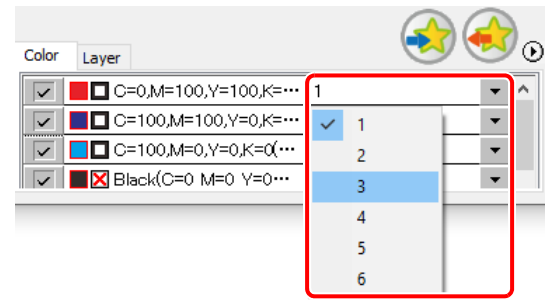 Color Layer
C=0,M=100,Y=100,K=… 1
C=100,M=100,Y=0,K=… 1
C=100,M=0,Y=0,K=0(… 2
Black(C=0 M=0 Y=0… 3
4
5
6